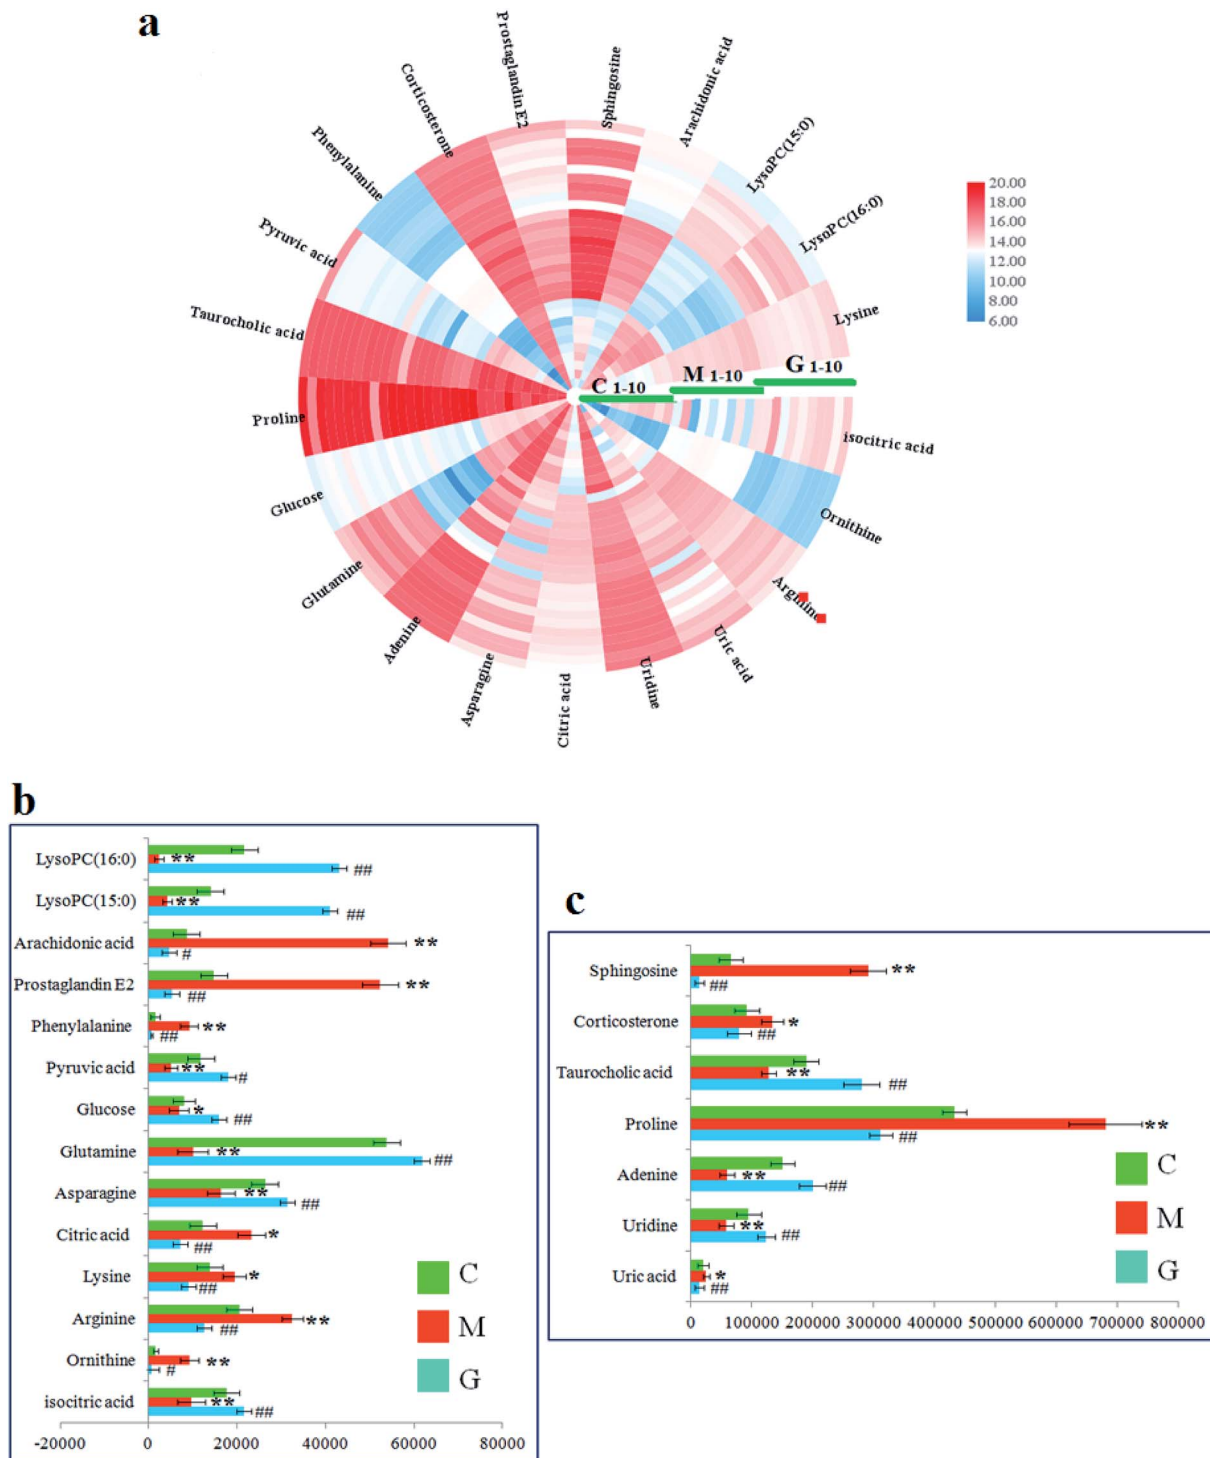 a
Prostaglandin E2
Sphingosine
Arachidonic acid
Corticosterone
LysoPC(15:0)
Phenylalanine
LysoPC(16:0)
Pyruvic acid
Lysine
Taurocholic acid
20.00
18.00
16.00
14.00
12.00
10.00
8.00
6.00
C 1-10
M 1-10
G 1-10
Proline
isocitric acid
Glucose
Ornithine
Glutamine
Arginine
Adenine
Uric acid
Asparagine
Citric acid
Uridine
b
LysoPC(16:0)
** ##
LysoPC(15:0)
** ##
Arachidonic acid
** #
Prostaglandin E2
** ##
Phenylalanine
** ##
Pyruvic acid
** #
Glucose
* ##
Glutamine
** ##
Asparagine
** ##
Citric acid
* ##
Lysine
* ##
Arginine
** ##
Ornithine
** #
isocitric acid
** ##
C
M
G
-20000 0 20000 40000 60000 80000
c
Sphingosine
** ##
Corticosterone
* ##
Taurocholic acid
** ##
Proline
** ##
Adenine
** ##
Uridine
** ##
Uric acid
* ##
C
M
G
0 100000 200000 300000 400000 500000 600000 700000 800000